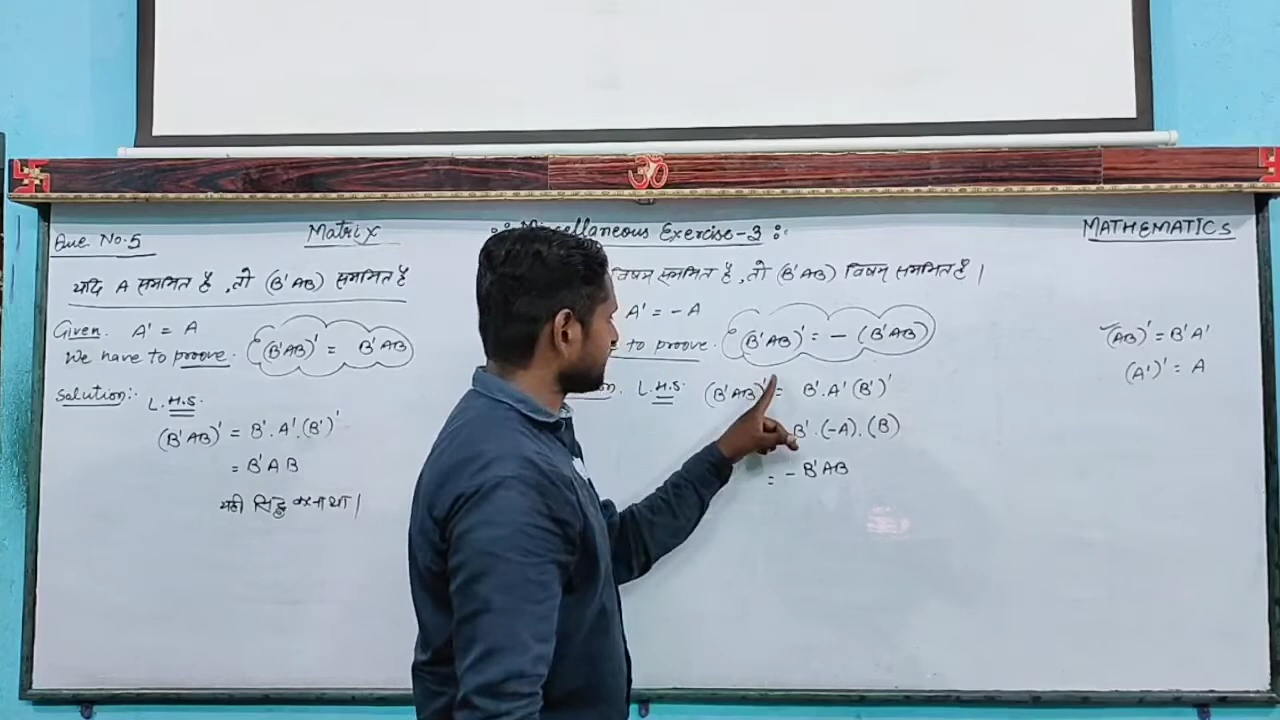 Que. No. 5
Matrix
Miscellaneous Exercise-3 :
MATHEMATICS
यदि A सममित है, तो (B'AB) सममित है
Given. A' = A
We have to proove. (B'AB)' = B'AB
Solution:-
L.H.S.
(B'AB)' = B'.A'.(B')'
= B'AB
यही सिद्ध करना था।
विषम सममित है, तो (B'AB) विषम सममित है।
A' = -A
to proove. (B'AB)' = -(B'AB)
L.H.S. (B'AB)' = B'.A'(B')'
B'.(-A).(B)
= -B'AB
(AB)' = B'A'
(A')' = A
ॐ